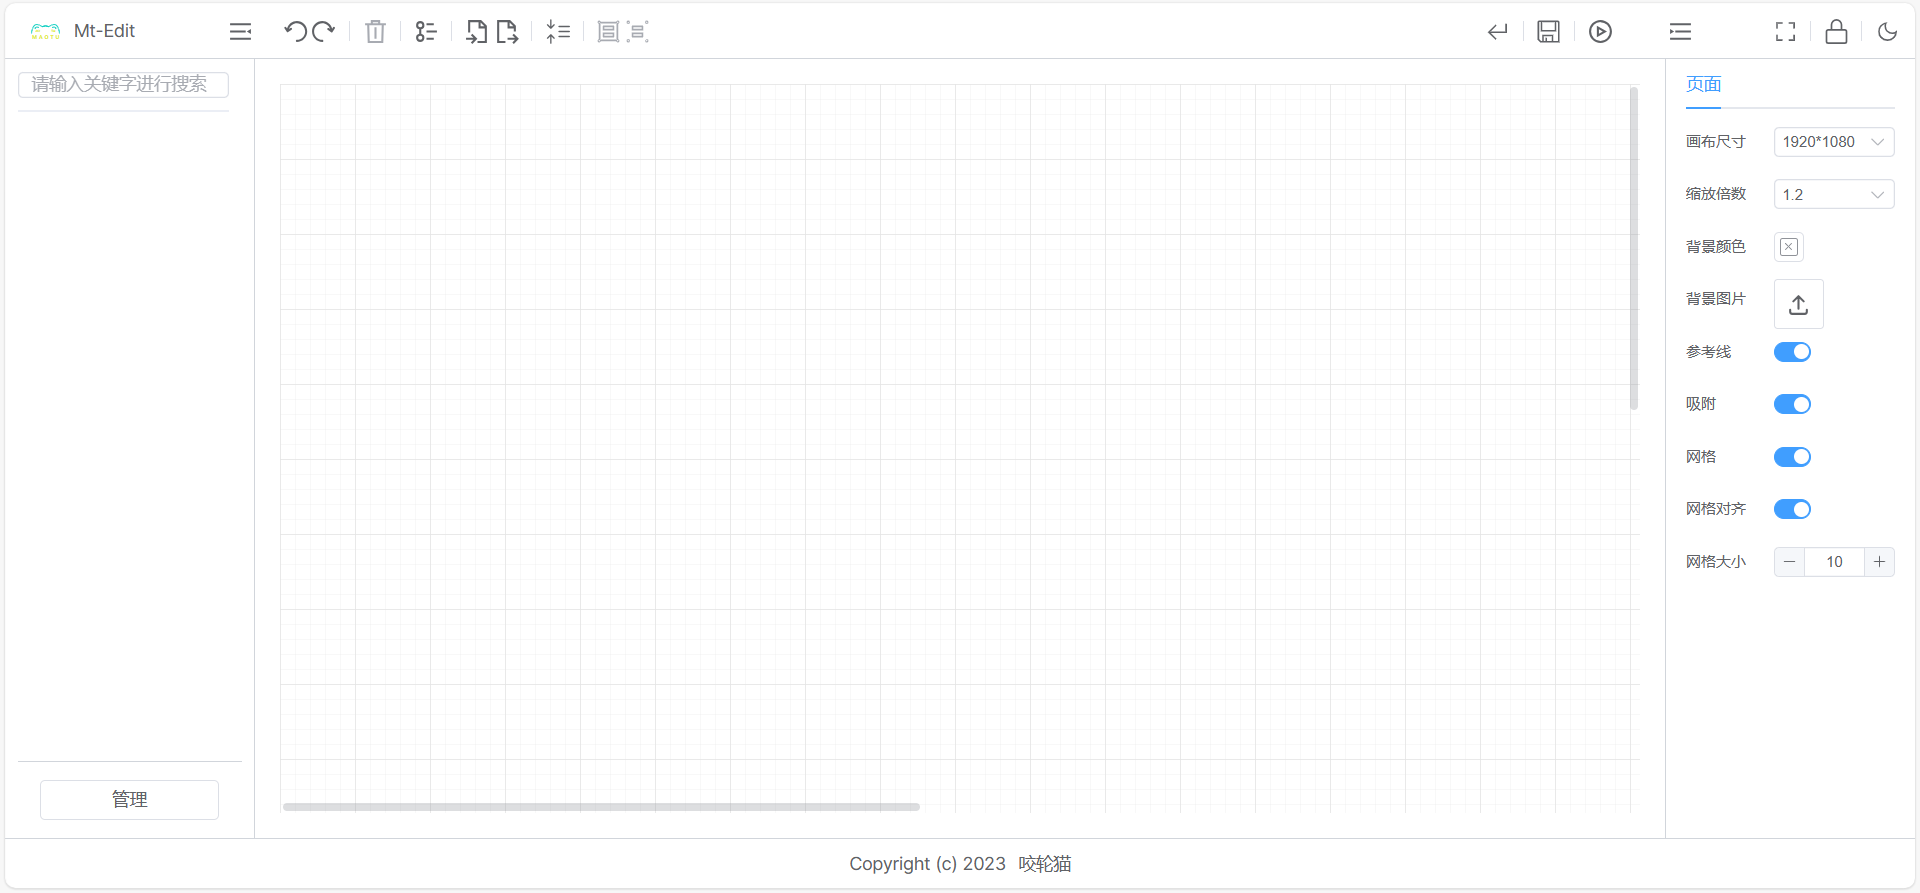 MAOTU
Mt-Edit
请输入关键字进行搜索
管理
页面
画布尺寸 1920*1080
缩放倍数 1.2
背景颜色
背景图片
参考线
吸附
网格
网格对齐
网格大小 10
Copyright (c) 2023 咬轮猫